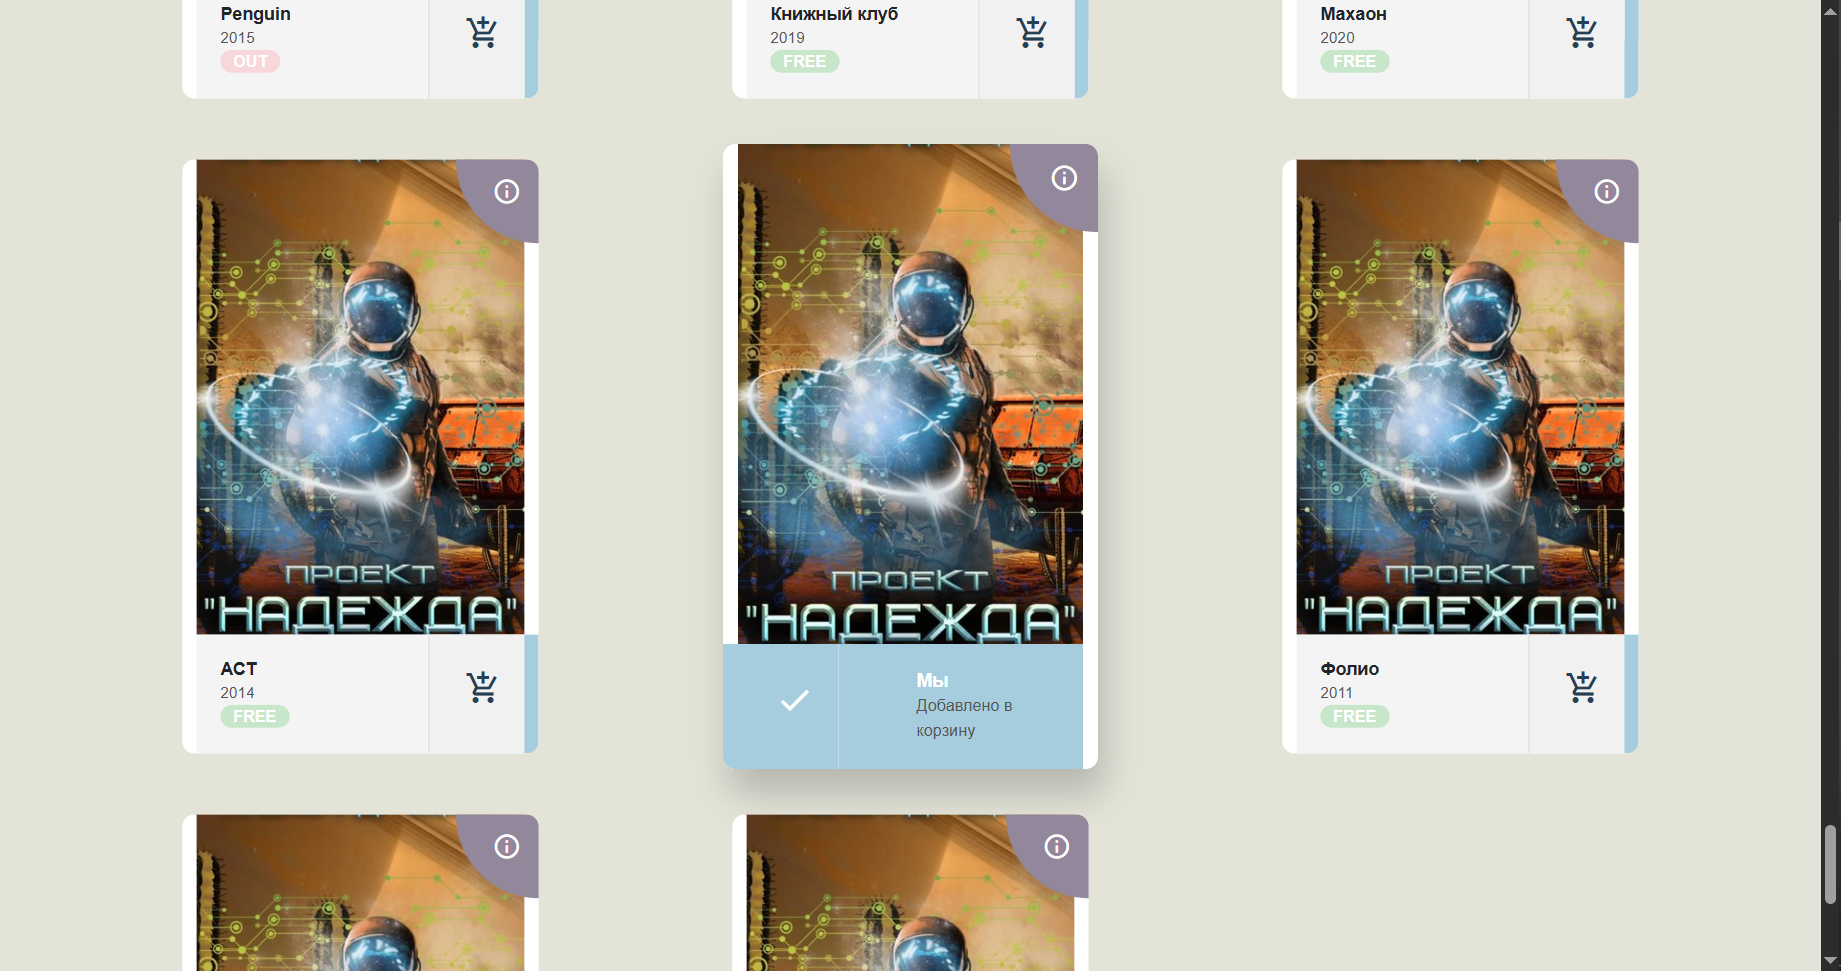 Penguin
2015
OUT
Книжный клуб
2019
FREE
Махаон
2020
FREE
ПРОЕКТ
"НАДЕЖДА"
АСТ
2014
FREE
ПРОЕКТ
"НАДЕЖДА"
Мы
Добавлено в
корзину
ПРОЕКТ
"НАДЕЖДА"
Фолио
2011
FREE